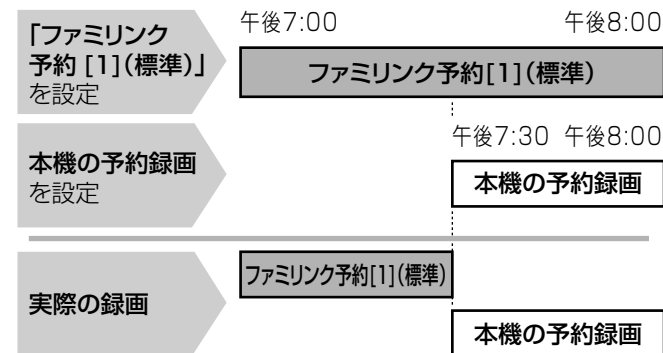 「ファミリンク
予約 [1](標準)」
を設定
午後7:00 午後8:00
ファミリンク予約[1](標準)
本機の予約録画
を設定
午後7:30 午後8:00
本機の予約録画
実際の録画
ファミリンク予約[1](標準)
本機の予約録画